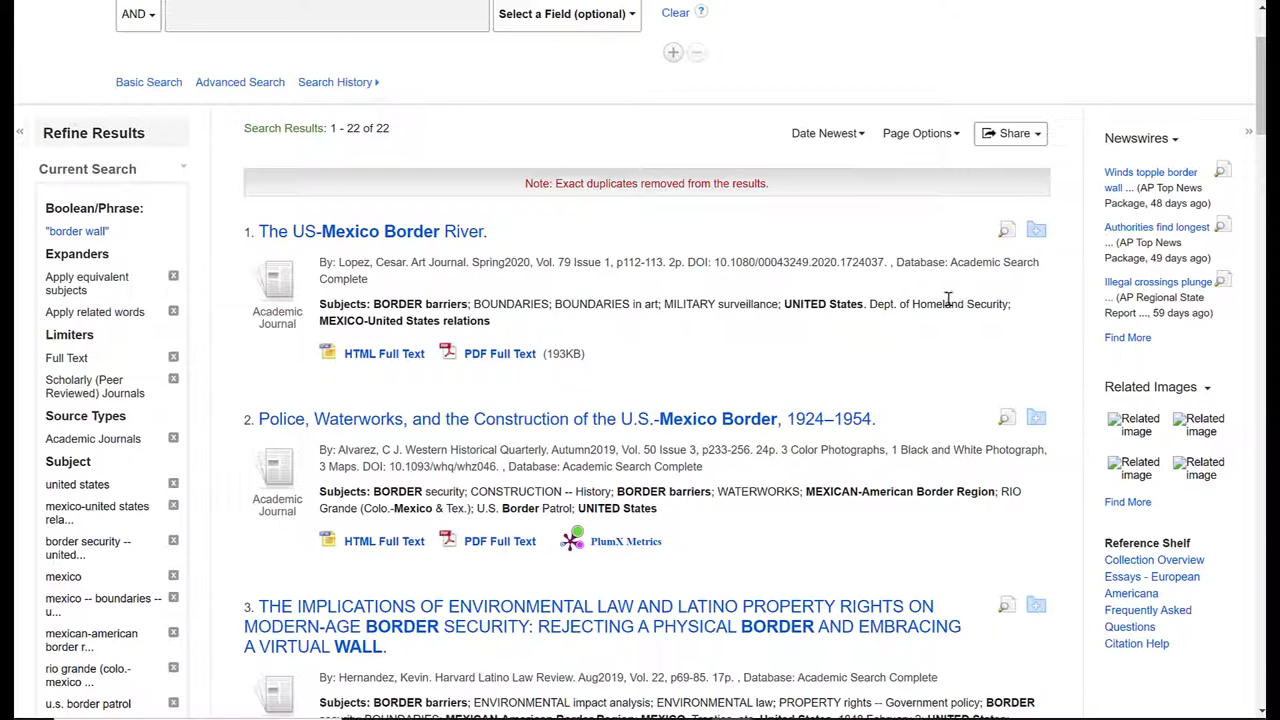 AND
Select a Field (optional)
Clear ?
Basic Search Advanced Search Search History
« Refine Results
Current Search
Boolean/Phrase:
"border wall"
Expanders
Apply equivalent
subjects
Apply related words
Limiters
Full Text
Scholarly (Peer
Reviewed) Journals
Source Types
Academic Journals
Subject
united states
mexico-united states
rela...
border security --
united...
mexico
mexico -- boundaries --
u...
mexican-american
border r...
rio grande (colo.-
mexico ...
u.s. border patrol
Search Results: 1 - 22 of 22
Date Newest Page Options Share
Note: Exact duplicates removed from the results.
1. The US-Mexico Border River.
Academic
Journal
By: Lopez, Cesar. Art Journal. Spring2020, Vol. 79 Issue 1, p112-113. 2p. DOI: 10.1080/00043249.2020.1724037. , Database: Academic Search
Complete
Subjects: BORDER barriers; BOUNDARIES; BOUNDARIES in art; MILITARY surveillance; UNITED States. Dept. of Homeland Security;
MEXICO-United States relations
HTML Full Text PDF Full Text (193KB)
2. Police, Waterworks, and the Construction of the U.S.-Mexico Border, 1924–1954.
Academic
Journal
By: Alvarez, C J. Western Historical Quarterly. Autumn2019, Vol. 50 Issue 3, p233-256. 24p. 3 Color Photographs, 1 Black and White Photograph,
3 Maps. DOI: 10.1093/whq/whz046. , Database: Academic Search Complete
Subjects: BORDER security; CONSTRUCTION -- History; BORDER barriers; WATERWORKS; MEXICAN-American Border Region; RIO
Grande (Colo.-Mexico & Tex.); U.S. Border Patrol; UNITED States
HTML Full Text PDF Full Text PlumX Metrics
3. THE IMPLICATIONS OF ENVIRONMENTAL LAW AND LATINO PROPERTY RIGHTS ON
MODERN-AGE BORDER SECURITY: REJECTING A PHYSICAL BORDER AND EMBRACING
A VIRTUAL WALL.
By: Hernandez, Kevin. Harvard Latino Law Review. Aug2019, Vol. 22, p69-85. 17p. , Database: Academic Search Complete
Subjects: BORDER barriers; ENVIRONMENTAL impact analysis; ENVIRONMENTAL law; PROPERTY rights -- Government policy; BORDER
Newswires »
Winds topple border
wall ... (AP Top News
Package, 48 days ago)
Authorities find longest
... (AP Top News
Package, 49 days ago)
Illegal crossings plunge
... (AP Regional State
Report ..., 59 days ago)
Find More
Related Images
Related
image
Related
image
Related
image
Related
image
Find More
Reference Shelf
Collection Overview
Essays - European
Americana
Frequently Asked
Questions
Citation Help